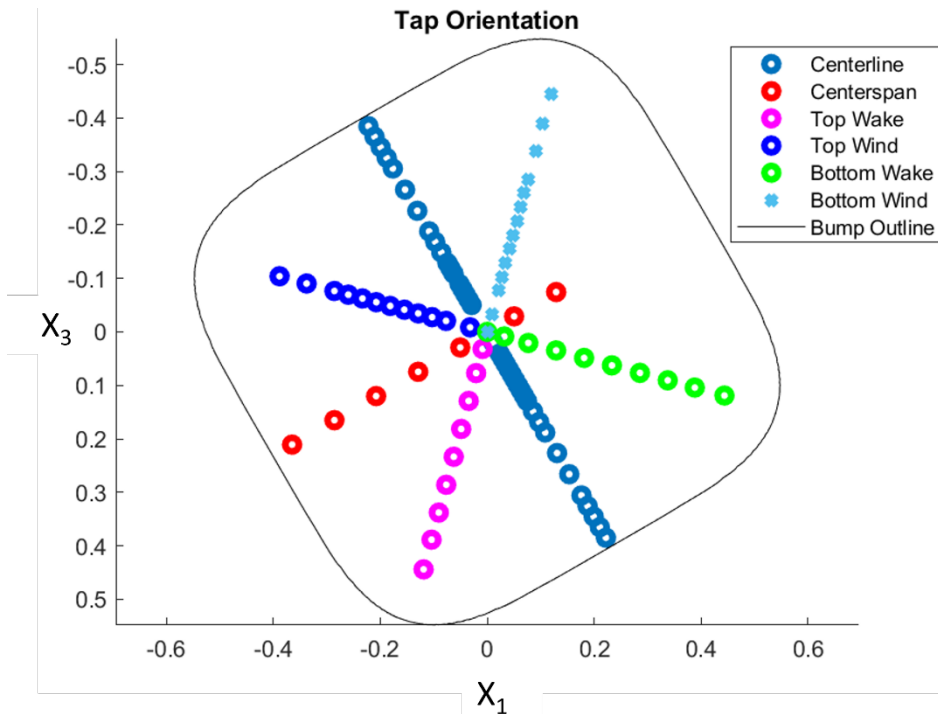 Tap Orientation
Centerline
Centerspan
Top Wake
Top Wind
Bottom Wake
Bottom Wind
Bump Outline
-0.5
-0.4
-0.3
-0.2
-0.1
0
0.1
0.2
0.3
0.4
0.5
X₃
-0.6 -0.4 -0.2 0 0.2 0.4 0.6
X₁